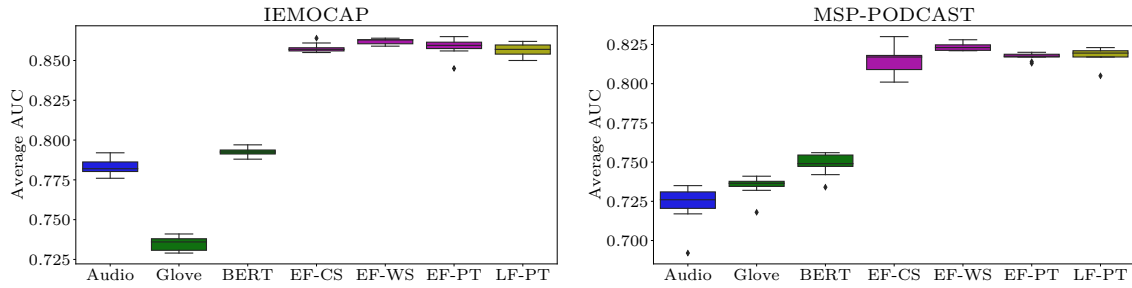 IEMOCAP
Average AUC
0.850
0.825
0.800
0.775
0.750
0.725
Audio Glove BERT EF-CS EF-WS EF-PT LF-PT
MSP-PODCAST
Average AUC
0.825
0.800
0.775
0.750
0.725
0.700
Audio Glove BERT EF-CS EF-WS EF-PT LF-PT